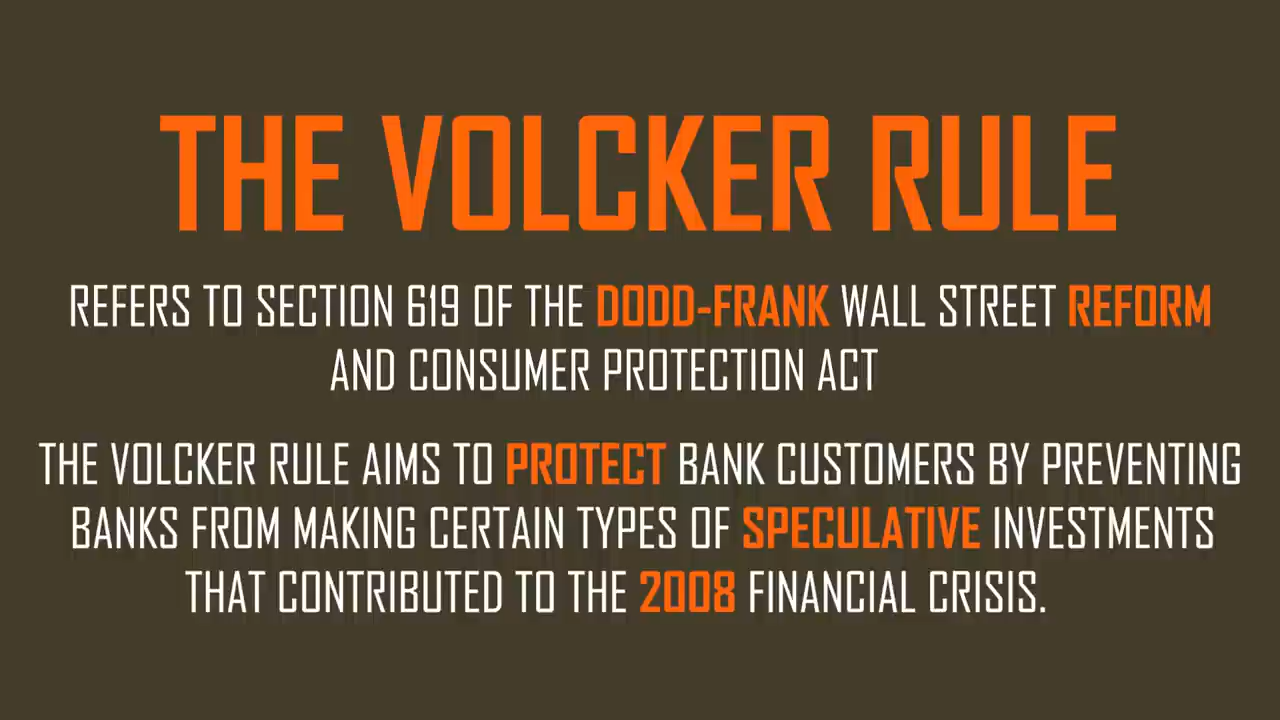 THE VOLCKER RULE
REFERS TO SECTION 619 OF THE DODD-FRANK WALL STREET REFORM
AND CONSUMER PROTECTION ACT
THE VOLCKER RULE AIMS TO PROTECT BANK CUSTOMERS BY PREVENTING
BANKS FROM MAKING CERTAIN TYPES OF SPECULATIVE INVESTMENTS
THAT CONTRIBUTED TO THE 2008 FINANCIAL CRISIS.